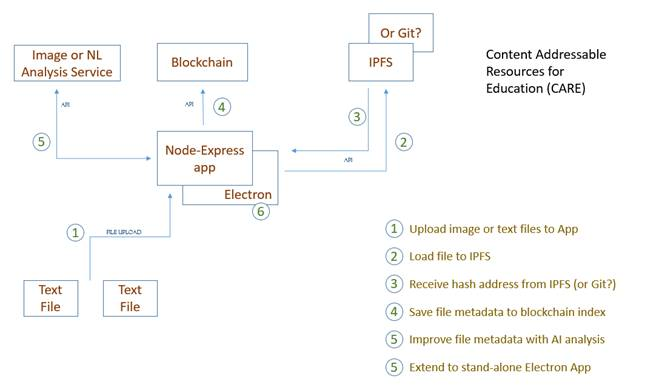 Or Git?
Image or NL
Analysis Service
Blockchain
IPFS
Content Addressable
Resources for
Education (CARE)
API
API
4
3
5
2
Node-Express
app
API
Electron
6
1
FILE UPLOAD
Text
File
Text
File
1 Upload image or text files to App
2 Load file to IPFS
3 Receive hash address from IPFS (or Git?)
4 Save file metadata to blockchain index
5 Improve file metadata with AI analysis
5 Extend to stand-alone Electron App